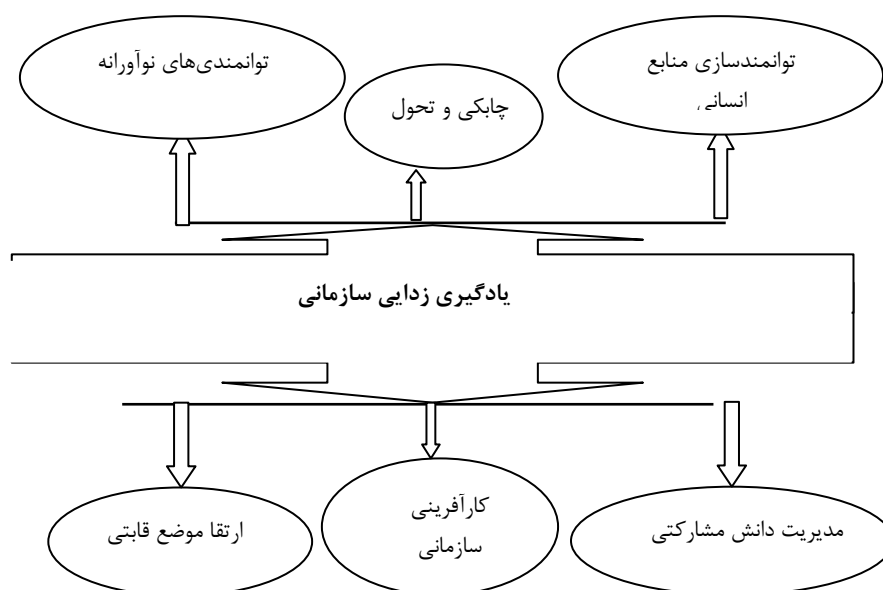 توانمندسازی منابع
انسانی
چابکی و تحول
توانمندی‌های نوآورانه
یادگیری زدایی سازمانی
مدیریت دانش مشارکتی
کارآفرینی
سازمانی
ارتقا موضع قابتی